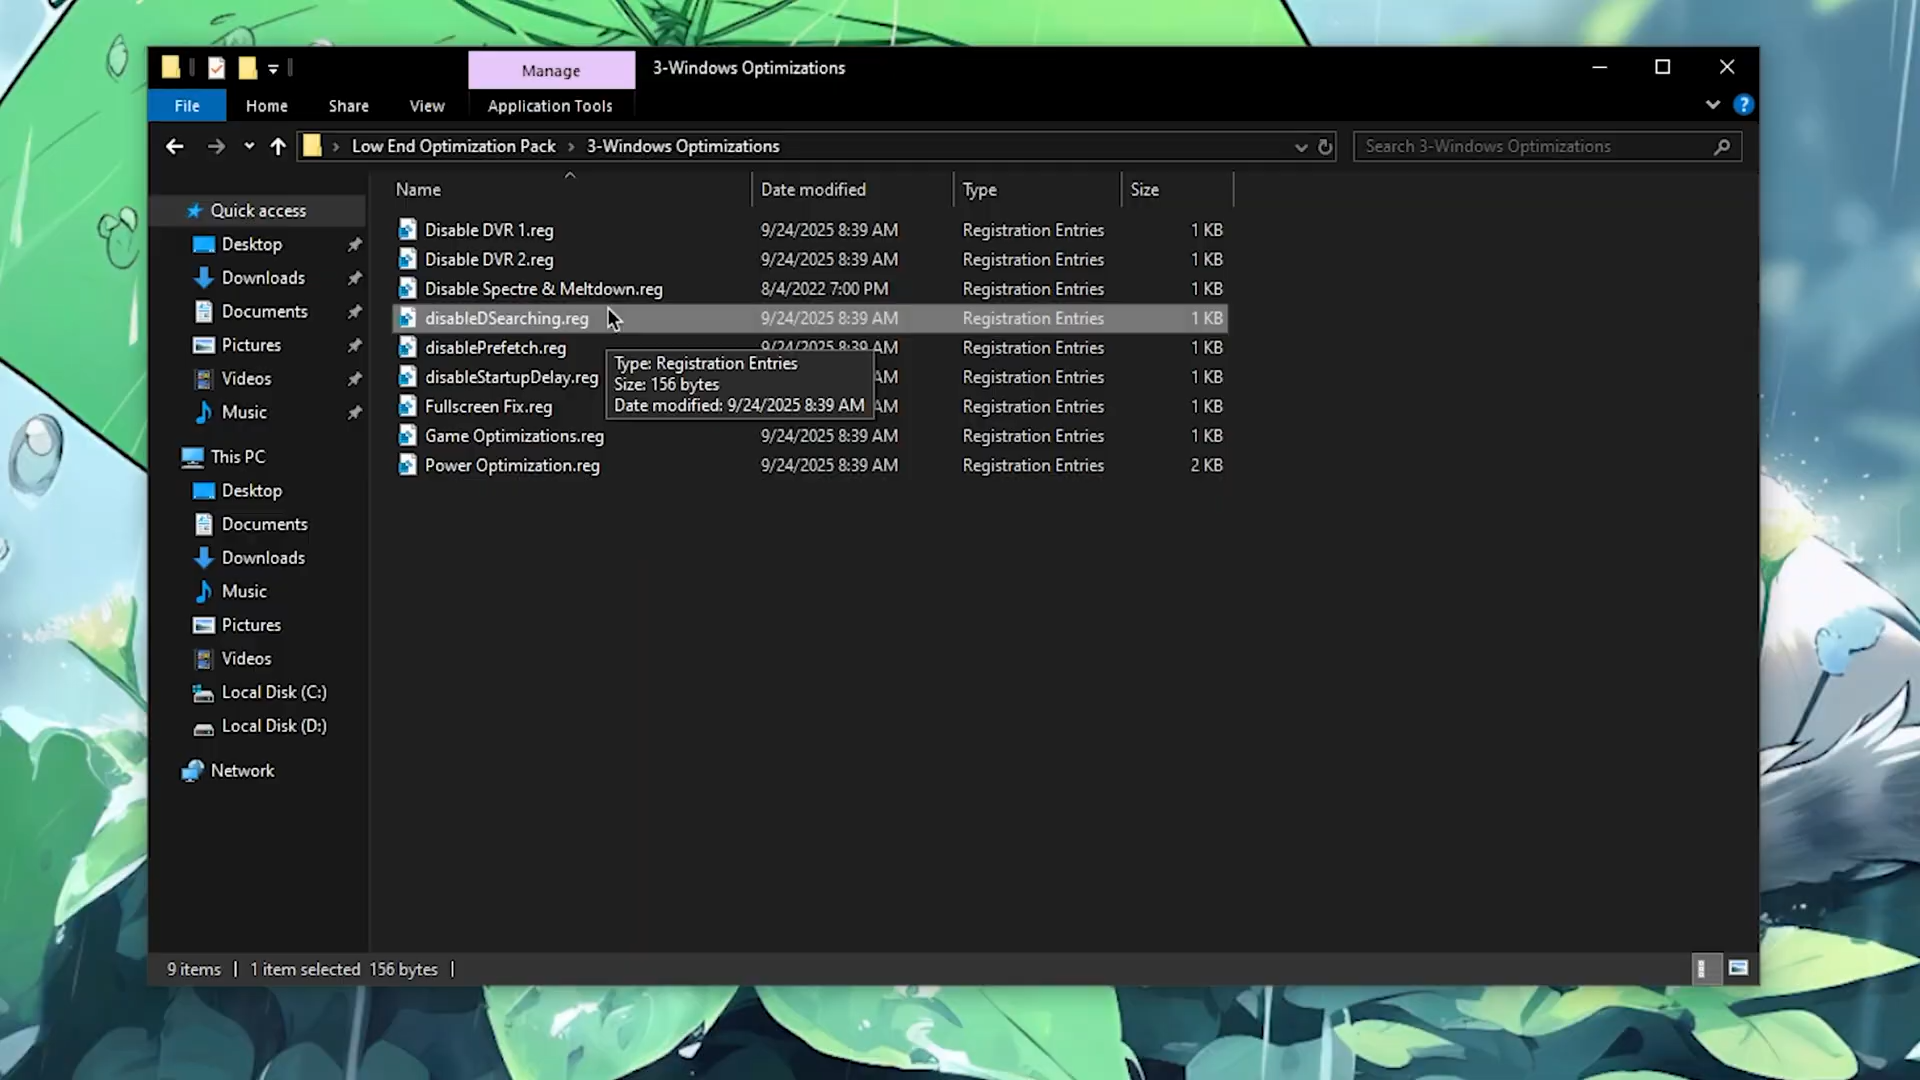 Manage
3-Windows Optimizations
File
Home
Share
View
Application Tools
Low End Optimization Pack
3-Windows Optimizations
Search 3-Windows Optimizations
Name
Date modified
Type
Size
Quick access
Desktop
Downloads
Documents
Pictures
Videos
Music
This PC
Desktop
Documents
Downloads
Music
Pictures
Videos
Local Disk (C:)
Local Disk (D:)
Network
Disable DVR 1.reg 9/24/2025 8:39 AM Registration Entries 1 KB
Disable DVR 2.reg 9/24/2025 8:39 AM Registration Entries 1 KB
Disable Spectre & Meltdown.reg 8/4/2022 7:00 PM Registration Entries 1 KB
disableDSearching.reg 9/24/2025 8:39 AM Registration Entries 1 KB
disablePrefetch.reg 9/24/2025 8:39 AM Registration Entries 1 KB
disableStartupDelay.reg AM Registration Entries 1 KB
Fullscreen Fix.reg AM Registration Entries 1 KB
Game Optimizations.reg 9/24/2025 8:39 AM Registration Entries 1 KB
Power Optimization.reg 9/24/2025 8:39 AM Registration Entries 2 KB
Type: Registration Entries
Size: 156 bytes
Date modified: 9/24/2025 8:39 AM
9 items
1 item selected 156 bytes